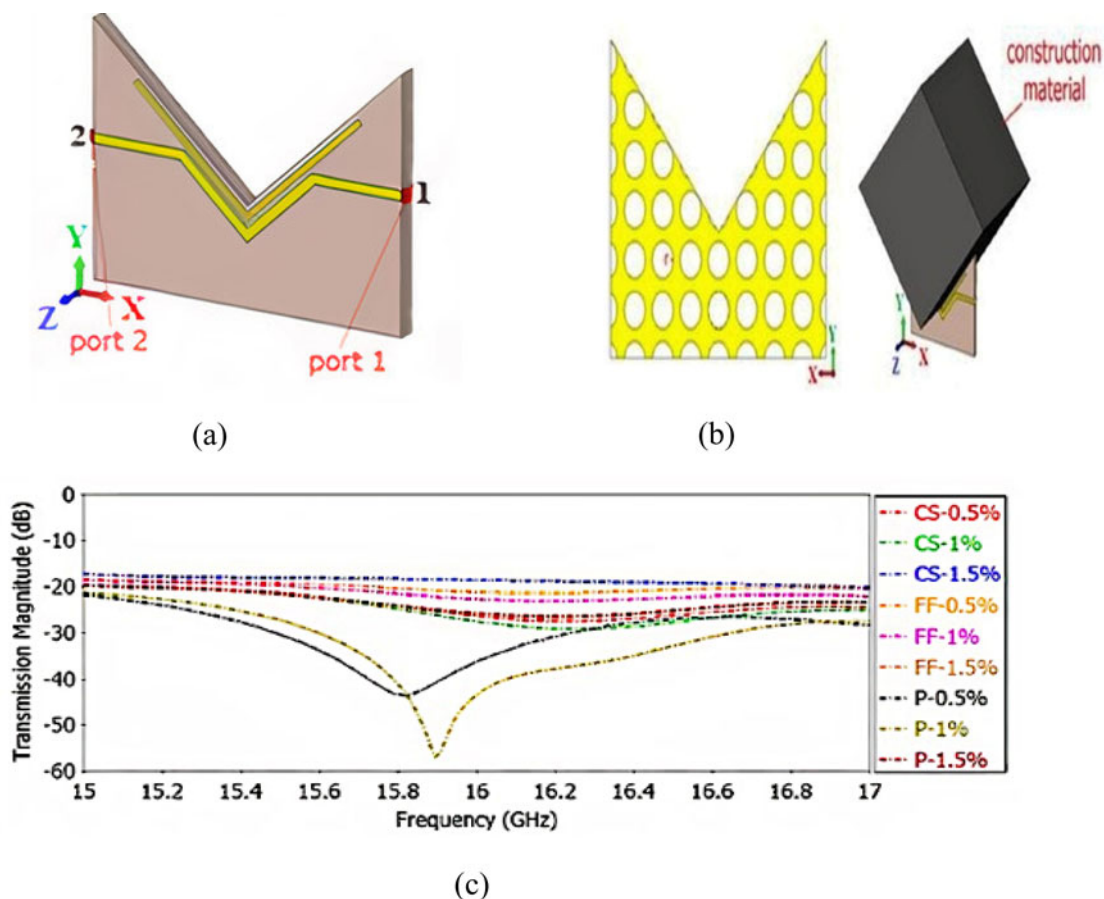 2
1
Y
Z
X
port 2
port 1
(a)
construction
material
r
Y
X
Y
Z
X
(b)
Transmission Magnitude (dB)
0
-10
-20
-30
-40
-50
-60
15
15.2
15.4
15.6
15.8
16
16.2
16.4
16.6
16.8
17
Frequency (GHz)
CS-0.5%
CS-1%
CS-1.5%
FF-0.5%
FF-1%
FF-1.5%
P-0.5%
P-1%
P-1.5%
(c)